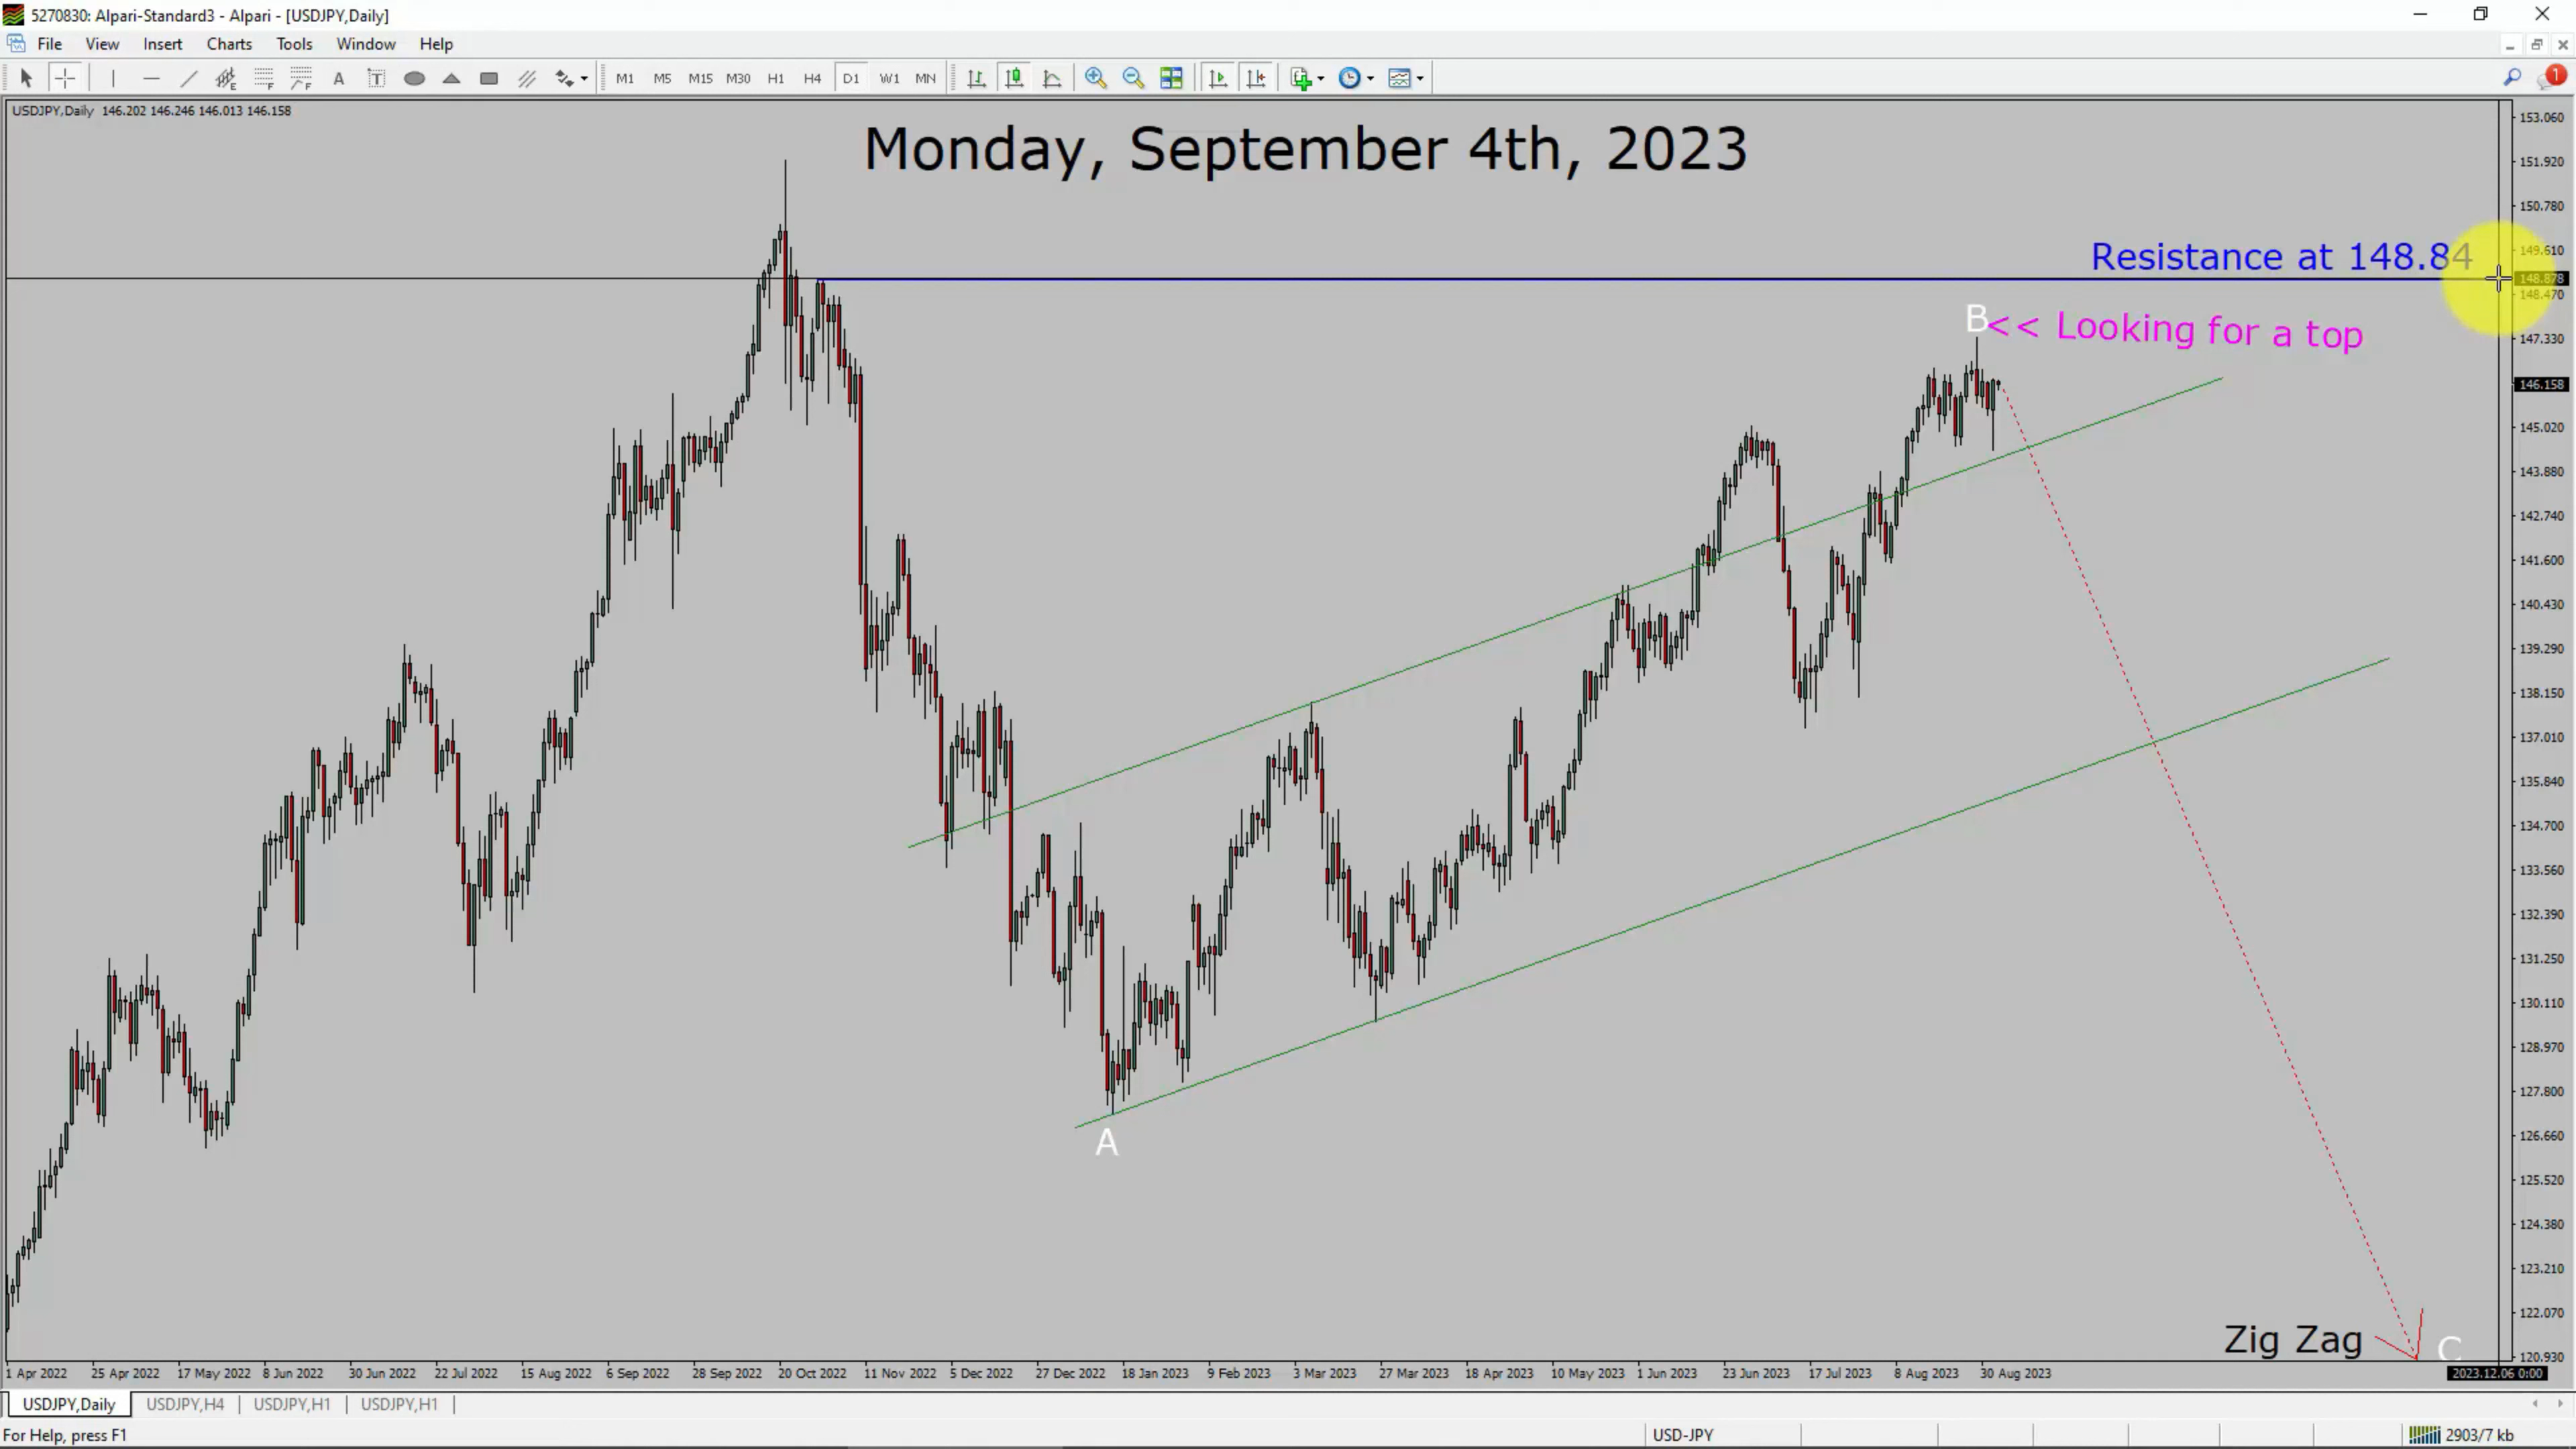 5270830: Alpari-Standard3 - Alpari - [USDJPY,Daily]
File View Insert Charts Tools Window Help
A T E F F M1 M5 M15 M30 H1 H4 D1 W1 MN 1
USDJPY,Daily 146.202 146.246 146.013 146.158
Monday, September 4th, 2023
153.060
151.920
150.780
Resistance at 148.84
149.610
148.878
148.470
B
<< Looking for a top
147.330
146.158
145.020
143.880
142.740
141.600
140.430
139.290
138.150
137.010
135.840
134.700
133.560
132.390
131.250
130.110
128.970
127.800
A
126.660
125.520
124.380
123.210
122.070
Zig Zag
C
120.930
1 Apr 2022 25 Apr 2022 17 May 2022 8 Jun 2022 30 Jun 2022 22 Jul 2022 15 Aug 2022 6 Sep 2022 28 Sep 2022 20 Oct 2022 11 Nov 2022 5 Dec 2022 27 Dec 2022 18 Jan 2023 9 Feb 2023 3 Mar 2023 27 Mar 2023 18 Apr 2023 10 May 2023 1 Jun 2023 23 Jun 2023 17 Jul 2023 8 Aug 2023 30 Aug 2023 2023.12.06 0:00
USDJPY,Daily USDJPY,H4 USDJPY,H1 USDJPY,H1
For Help, press F1 USD-JPY 2903/7 kb